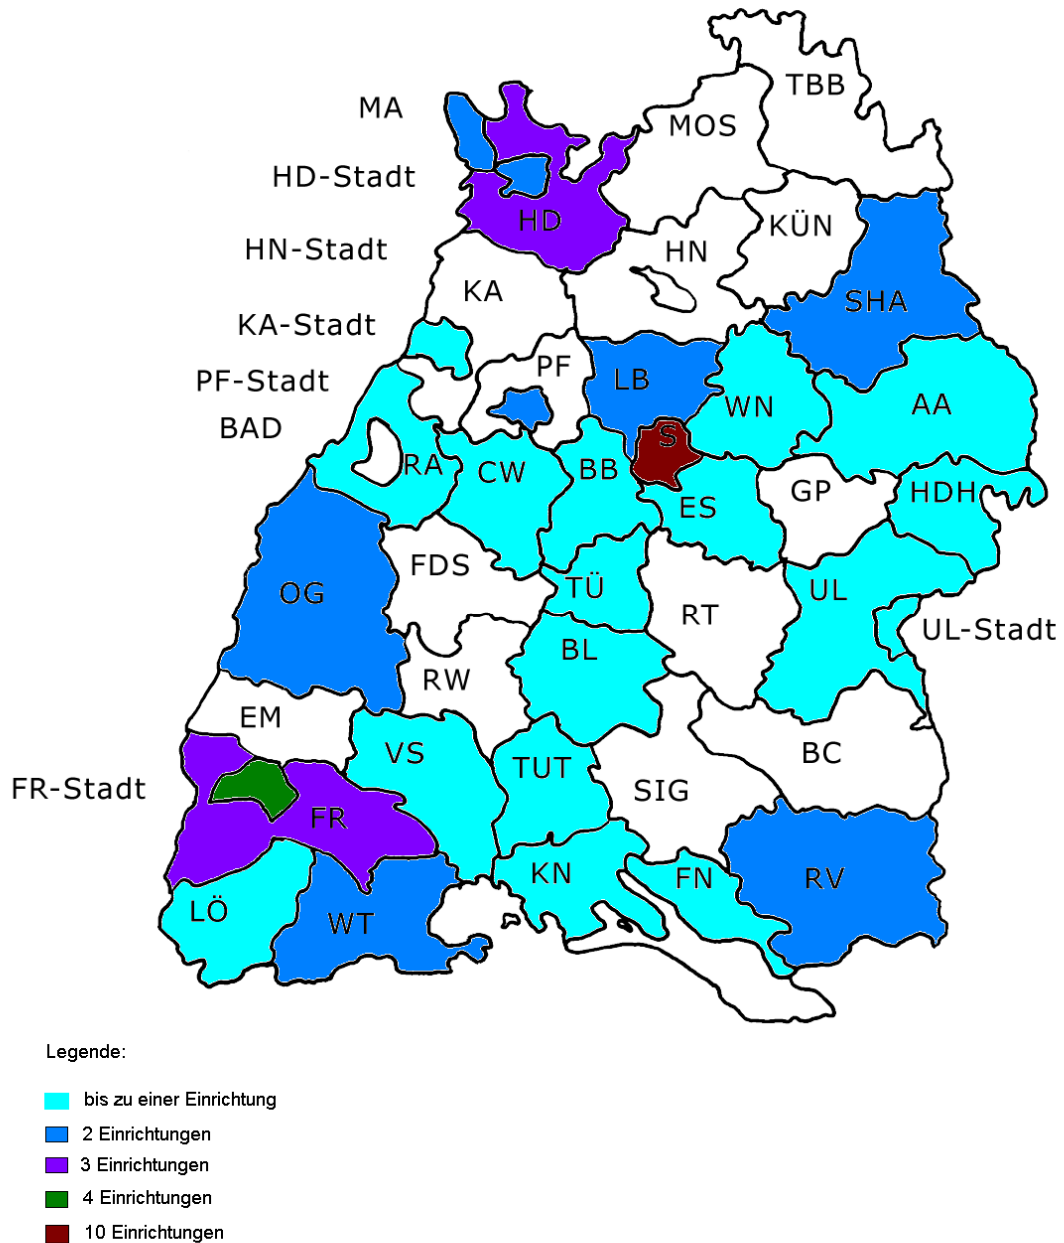 TBB
MA
MOS
HD-Stadt
HD
KÜN
HN-Stadt
HN
KA
SHA
KA-Stadt
PF
PF-Stadt
LB
WN
AA
BAD
S
RA
CW
BB
GP
HDH
ES
FDS
OG
TÜ
UL
RT
UL-Stadt
BL
RW
EM
VS
BC
TUT
FR-Stadt
SIG
FR
KN
FN
RV
LÖ
WT
Legende:
bis zu einer Einrichtung
2 Einrichtungen
3 Einrichtungen
4 Einrichtungen
10 Einrichtungen